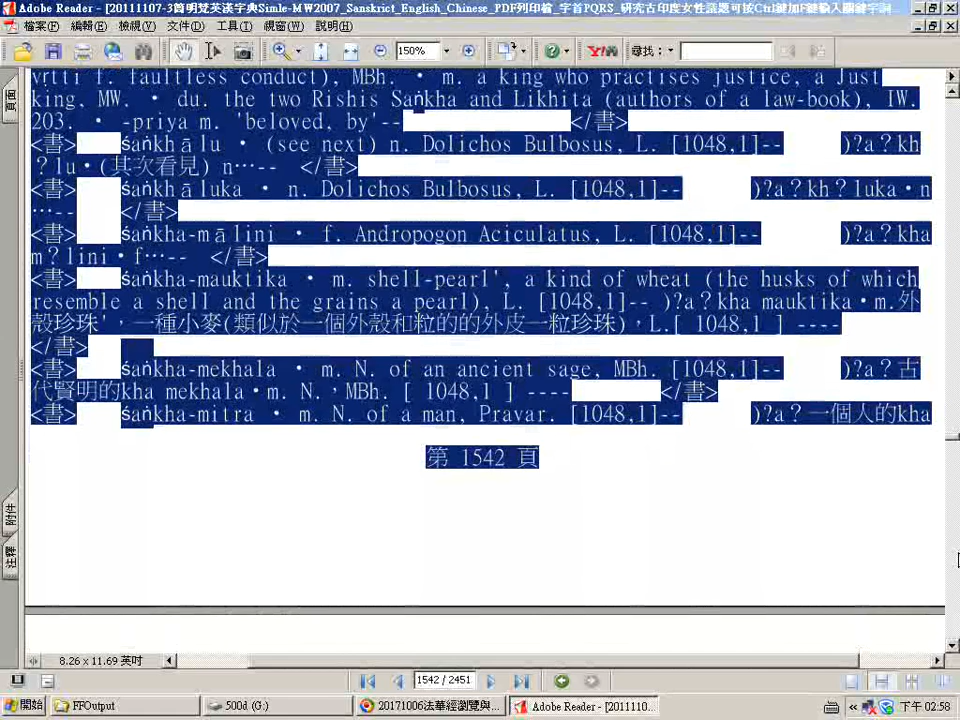 Adobe Reader - [20111107-3簡明梵英漢字典Simle-MW2007_Sanskrict_English_Chinese_PDF列印檔_字首PQRS_研究古印度女性議題可按Ctrl鍵加F鍵輸入關鍵字詞
檔案(F) 編輯(E) 檢視(V) 文件(D) 工具(T) 視窗(W) 說明(H)
150% Y! 尋找:
頁面
vṛtti f. faultless conduct), MBh. • m. a king who practises justice, a Just
king, MW. • du. the two Rishis Saṅkha and Likhita (authors of a law-book), IW.
203. • -priya m. 'beloved, by'-- </書>
<書> śaṅkhālu • (see next) n. Dolichos Bulbosus, L. [1048,1]-- )?a？kh
？lu•(其次看見) n…-- </書>
<書> śaṅkhāluka • n. Dolichos Bulbosus, L. [1048,1]-- )?a？kh？luka•n
…-- </書>
<書> śaṅkha-mālini • f. Andropogon Aciculatus, L. [1048,1]-- )?a？kha
m？lini•f…-- </書>
<書> śaṅkha-mauktika • m. shell-pearl', a kind of wheat (the husks of which
resemble a shell and the grains a pearl), L. [1048,1]-- )?a？kha mauktika•m.外
殼珍珠'，一種小麥(類似於一個外殼和粒的的外皮一粒珍珠)，L.[ 1048,1 ] ----
</書>
<書> śaṅkha-mekhala • m. N. of an ancient sage, MBh. [1048,1]-- )?a？古
代賢明的kha mekhala•m. N.，MBh. [ 1048,1 ] ---- </書>
<書> śaṅkha-mitra • m. N. of a man, Pravar. [1048,1]-- )?a？一個人的kha
第 1542 頁
附件
注釋
8.26 x 11.69 英吋
1542 / 2451
開始 FFOutput 500d (G:) 20171006法華經瀏覽與... Adobe Reader - [2011110... 下午 02:58